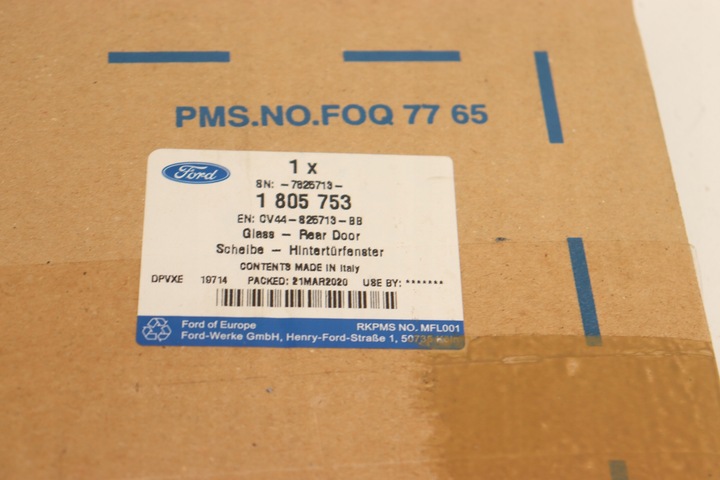 PMS.NO.FOQ 77 65
Ford
1 x
SN: -7825713-
1 805 753
EN: CV44-S25713-BB
Glass - Rear Door
Scheibe - Hintertürfenster
CONTENTS MADE IN Italy
DPVXE 19714 PACKED: 21MAR2020 USE BY: *******
Ford of Europe RKPMS NO. MFL001
Ford-Werke GmbH, Henry-Ford-Straße 1,